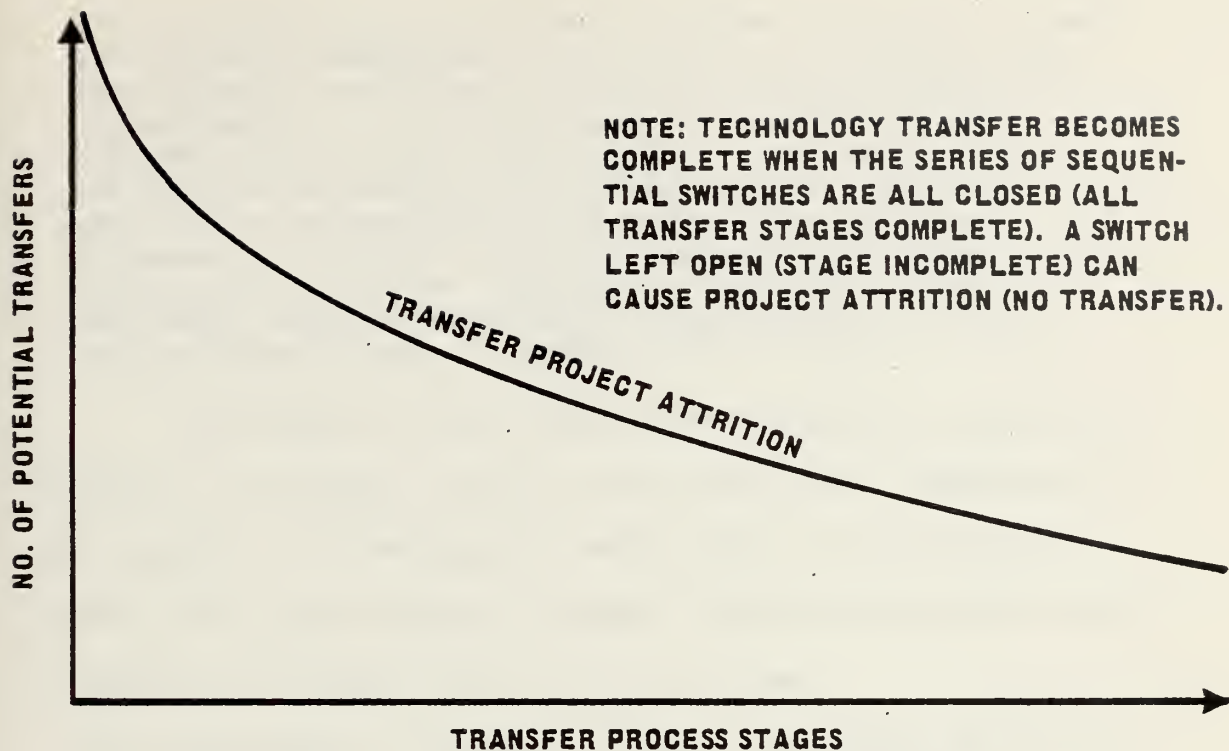 NOTE: TECHNOLOGY TRANSFER BECOMES
COMPLETE WHEN THE SERIES OF SEQUEN-
TIAL SWITCHES ARE ALL CLOSED (ALL
TRANSFER STAGES COMPLETE). A SWITCH
LEFT OPEN (STAGE INCOMPLETE) CAN
CAUSE PROJECT ATTRITION (NO TRANSFER).
TRANSFER PROJECT ATTRITION
NO. OF POTENTIAL TRANSFERS
TRANSFER PROCESS STAGES